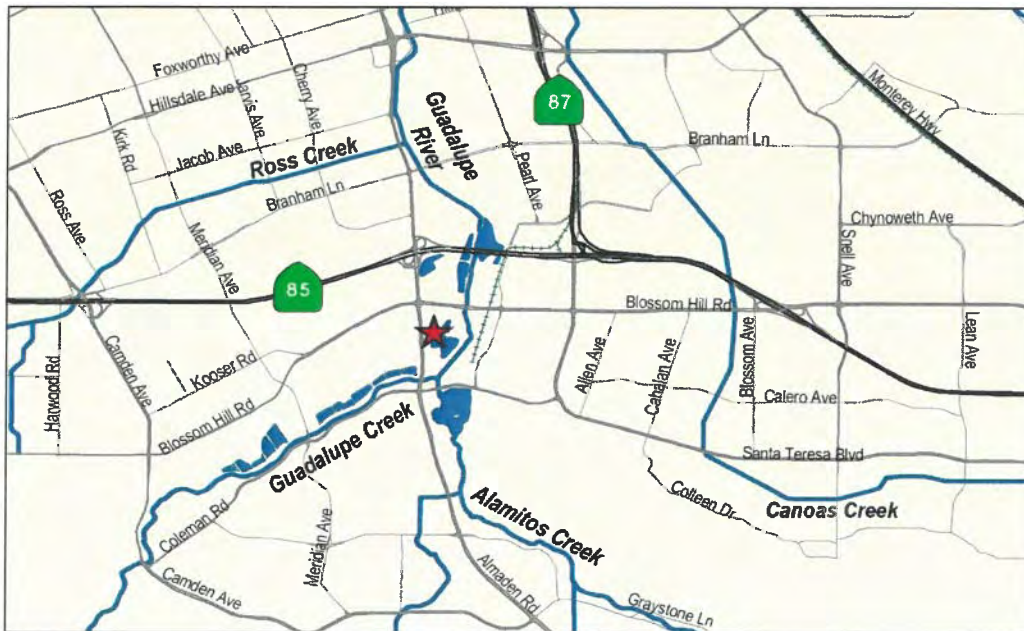 Foxworthy Ave
Hillsdale Ave
Jarvis Ave
Cherry Ave
Kirk Rd
Jacob Ave
Ross Creek
Guadalupe
River
87
Monterey Hwy
Pearl Ave
Branham Ln
Branham Ln
Ross Ave
Meridian Ave
Chynoweth Ave
Snell Ave
85
Blossom Hill Rd
Camden Ave
Harwood Rd
Kooser Rd
Blossom Hill Rd
Allen Ave
Cahalan Ave
Blossom Ave
Lean Ave
Calero Ave
Guadalupe Creek
Santa Teresa Blvd
Coleman Rd
Meridian Ave
Alamitos Creek
Colleen Dr
Canoas Creek
Camden Ave
Almaden Rd
Graystone Ln